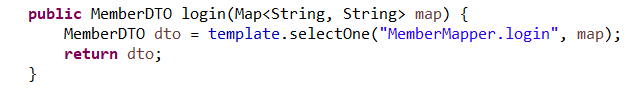 public MemberDTO login(Map<String, String> map) {
MemberDTO dto = template.selectOne("MemberMapper.login", map);
return dto;
}